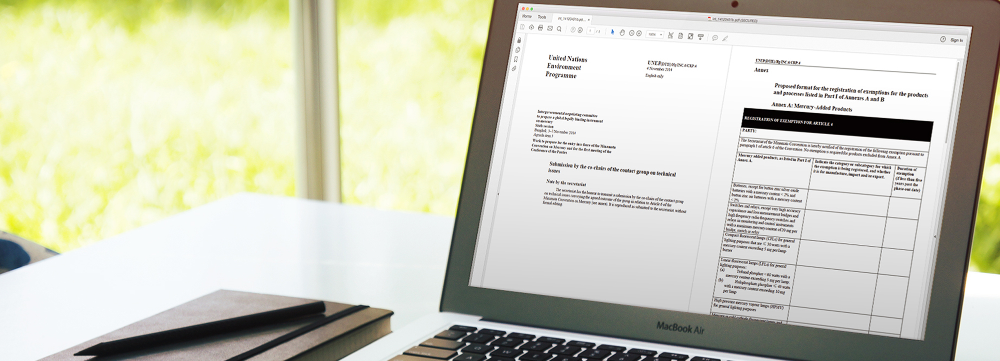 Home Tools int_14120401b.pd... ×
int_14120401b.pdf (SECURED)
1 / 5
100%
Sign In
United Nations
Environment
Programme
UNEP(DTIE)/Hg/INC.6/CRP.4
4 November 2014
English only
Intergovernmental negotiating committee
to prepare a global legally binding instrument
on mercury
Sixth session
Bangkok, 3–7 November 2014
Agenda item 3
Work to prepare for the entry into force of the Minamata
Convention on Mercury and for the first meeting of the
Conference of the Parties
Submission by the co-chairs of the contact group on technical
issues
Note by the secretariat
The secretariat has the honour to transmit a submission by the co-chairs of the contact group
on technical issues conveying the agreed outcome of the group in relation to Article 6 of the
Minamata Convention on Mercury (see annex). It is reproduced as submitted to the secretariat, without
formal editing.
UNEP(DTIE)/Hg/INC.6/CRP.4
Annex
Proposed format for the registration of exemptions for the products
and processes listed in Part I of Annexes A and B
Annex A: Mercury-Added Products
REGISTRATION OF EXEMPTION FOR ARTICLE 4
PARTY:
The Secretariat of the Minamata Convention is hereby notified of the registration of the following exemption pursuant to
paragraph 1 of article 6 of the Convention. No exemption is required for products excluded from Annex A.
Mercury added products, as listed in Part I of
Annex A.
Indicate the category or subcategory for which
the exemption is being registered, and whether
it is for manufacture, import and/or export.
Duration of
exemption
(if less than five
years past the
phase-out date)
Batteries, except for button zinc silver oxide
batteries with a mercury content < 2% and
button zinc air batteries with a mercury content
< 2%
Switches and relays, except very high accuracy
capacitance and loss measurement bridges and
high frequency radio frequency switches and
relays in monitoring and control instruments
with a maximum mercury content of 20 mg per
bridge, switch or relay
Compact fluorescent lamps (CFLs) for general
lighting purposes that are ≤ 30 watts with a
mercury content exceeding 5 mg per lamp
burner
Linear fluorescent lamps (LFLs) for general
lighting purposes:
(a) Triband phosphor < 60 watts with a
mercury content exceeding 5 mg per lamp;
(b) Halophosphate phosphor ≤ 40 watts
with a mercury content exceeding 10 mg
per lamp
High pressure mercury vapour lamps (HPMV)
for general lighting purposes
Mercury in cold cathode fluorescent lamps and
MacBook Air